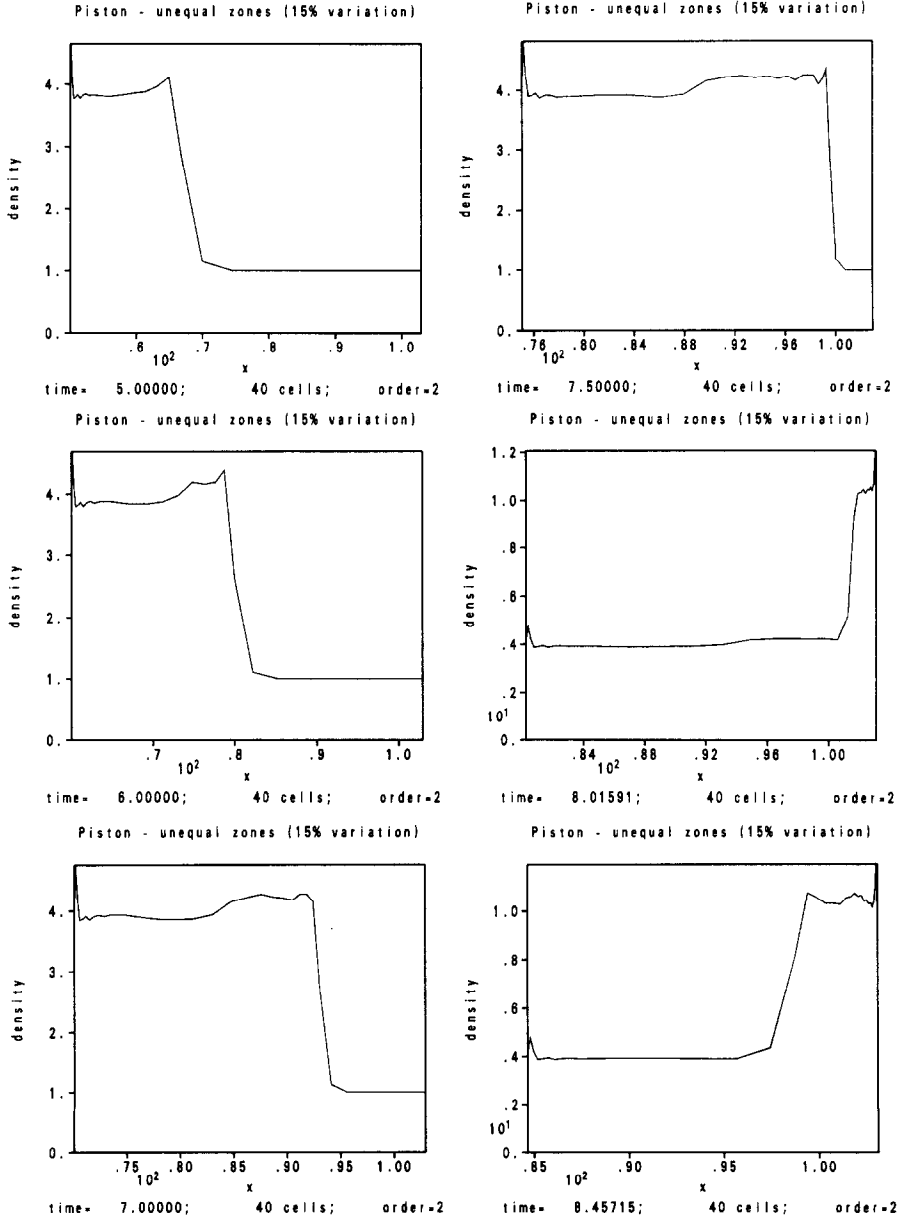 Piston - unequal zones (15% variation)
4.
3.
2.
1.
0.
density
.6 .7 .8 .9 1.0
10²
x
time= 5.00000; 40 cells; order=2
Piston - unequal zones (15% variation)
4.
3.
2.
1.
0.
density
.76 .80 .84 .88 .92 .96 1.00
10²
x
time= 7.50000; 40 cells; order=2
Piston - unequal zones (15% variation)
4.
3.
2.
1.
0.
density
.7 .8 .9 1.0
10²
x
time= 6.00000; 40 cells; order=2
Piston - unequal zones (15% variation)
1.2
1.0
.8
.6
.4
.2
10¹
0.
density
.84 .88 .92 .96 1.00
10²
x
time= 8.01591; 40 cells; order=2
Piston - unequal zones (15% variation)
4.
3.
2.
1.
0.
density
.75 .80 .85 .90 .95 1.00
10²
x
time= 7.00000; 40 cells; order=2
Piston - unequal zones (15% variation)
1.0
.8
.6
.4
.2
10¹
0.
density
.85 .90 .95 1.00
10²
x
time= 8.45715; 40 cells; order=2